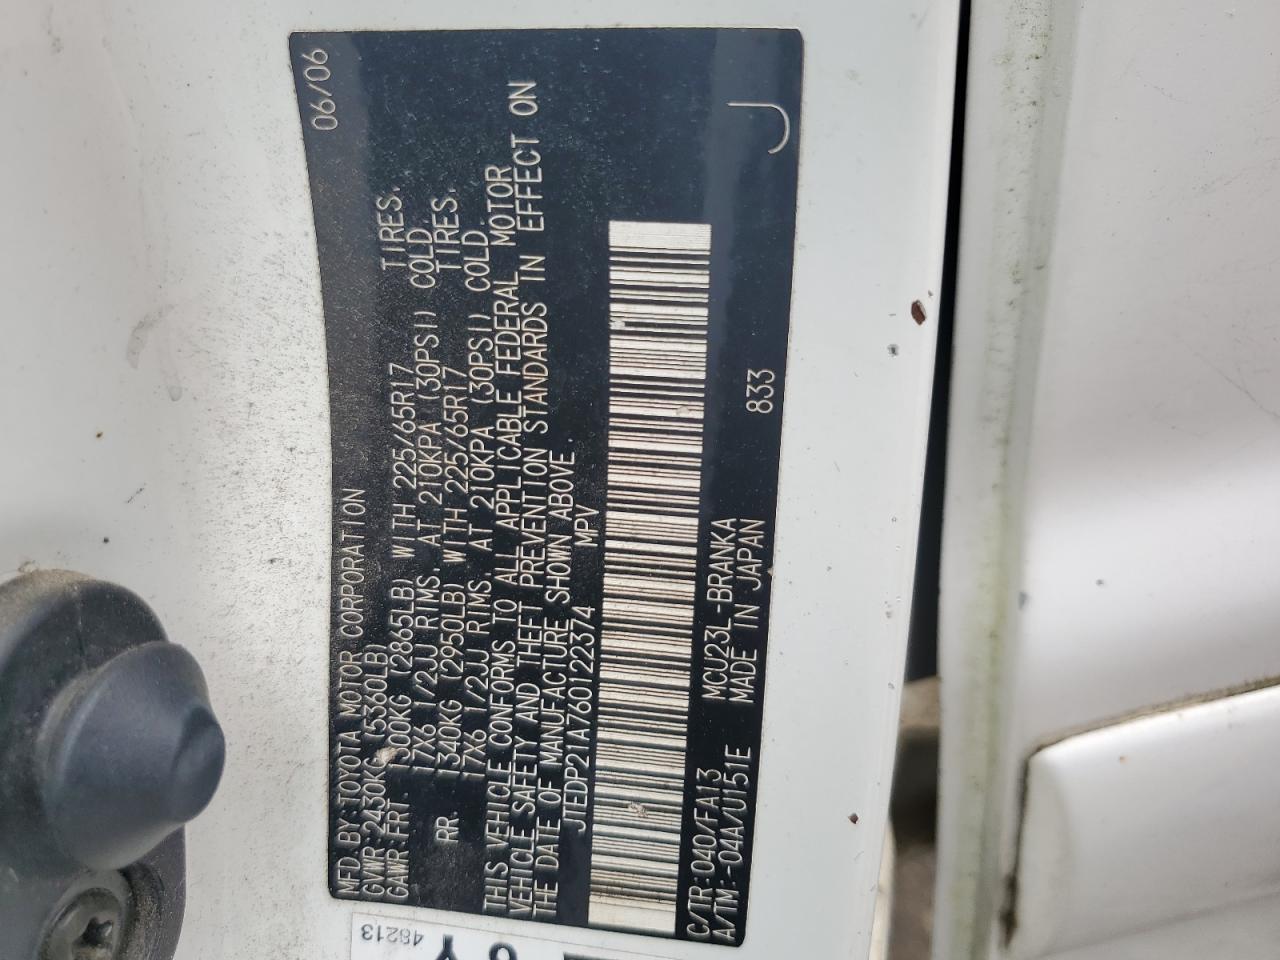 MFD.BY:TOYOTA MOTOR CORPORATION 06/06
GVWR:2430KG (5360LB)
GAWR:FRT. 1300KG (2865LB) WITH 225/65R17 TIRES.
17X6 1/2JJ RIMS, AT 210KPA (30PSI) COLD.
RR. 1340KG (2950LB) WITH 225/65R17 TIRES.
17X6 1/2JJ RIMS, AT 210KPA (30PSI) COLD.
THIS VEHICLE CONFORMS TO ALL APPLICABLE FEDERAL MOTOR
VEHICLE SAFETY AND THEFT PREVENTION STANDARDS IN EFFECT ON
THE DATE OF MANUFACTURE SHOWN ABOVE.
JTEDP21A760122374 MPV
C/TR:040/FA13 MCU23L-BRANKA 833 J
A/TM:-04A/U151E MADE IN JAPAN
48213